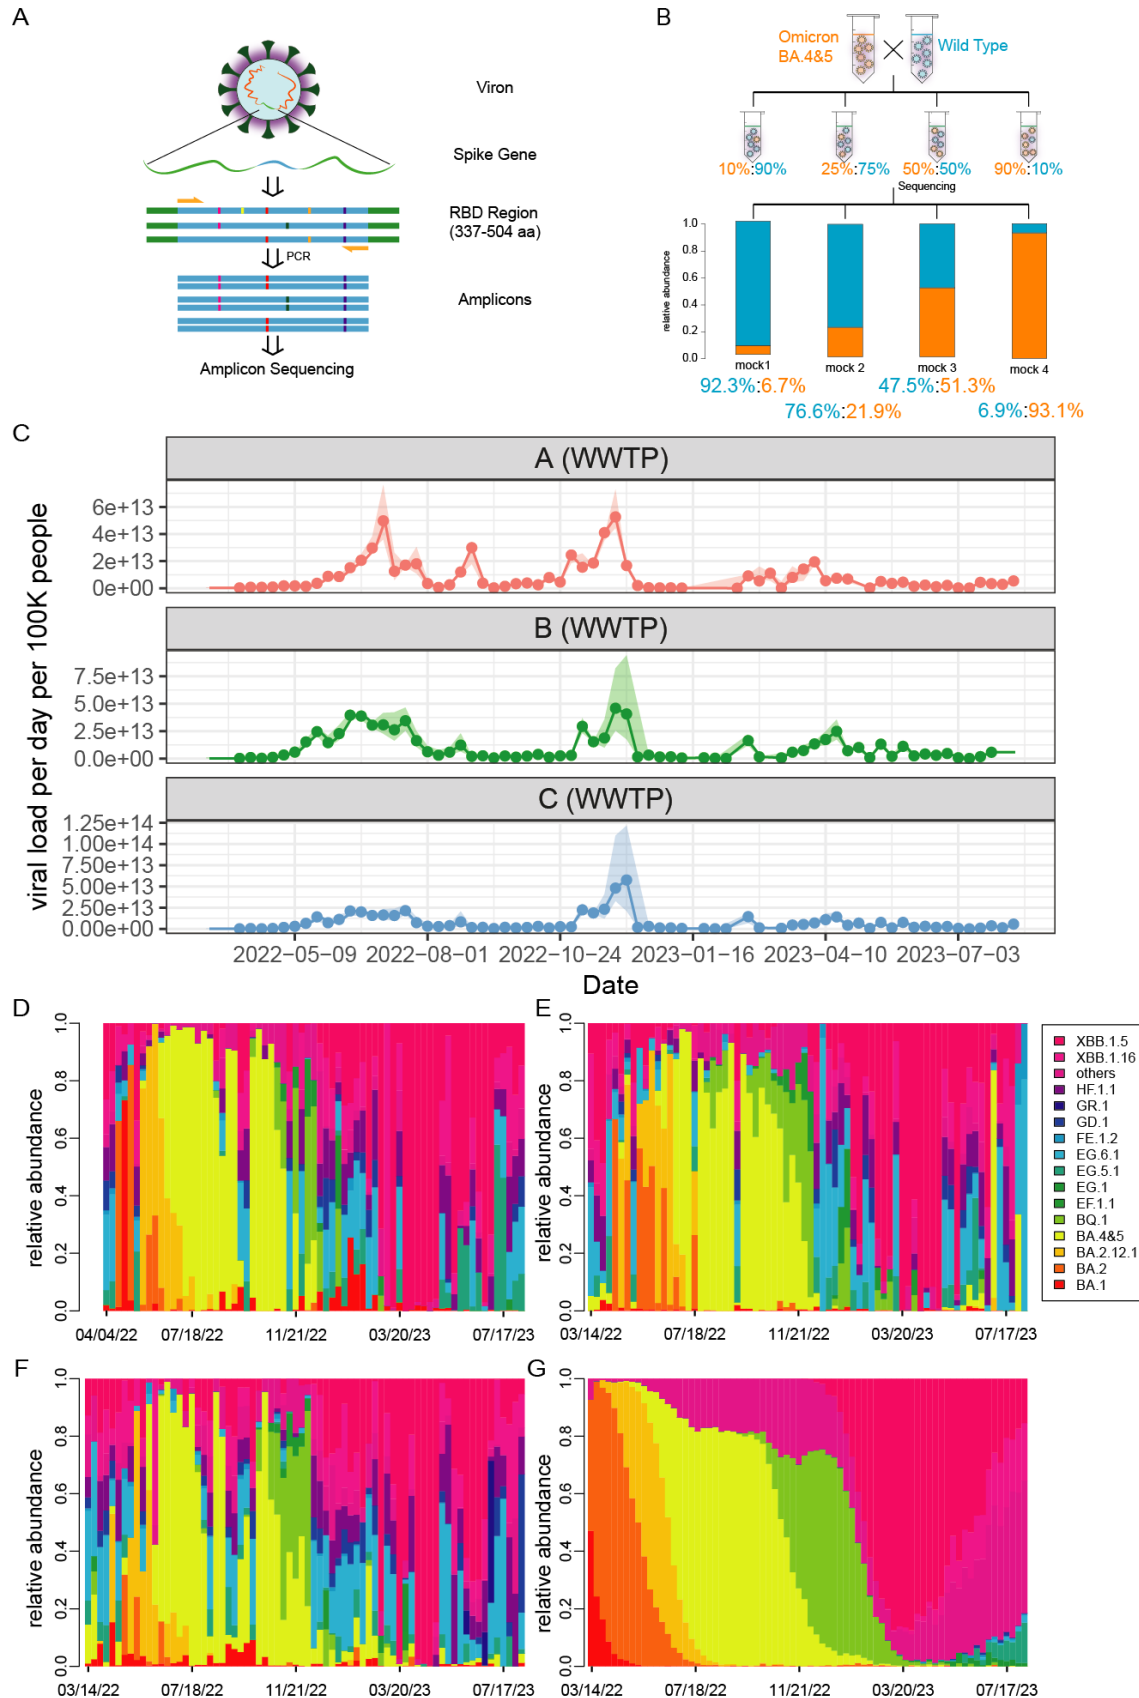 A
Viron
Spike Gene
RBD Region
(337-504 aa)
PCR
Amplicons
Amplicon Sequencing
B
Omicron
BA.4&5
Wild Type
10%:90%
25%:75%
50%:50%
90%:10%
Sequencing
relative abundance
1.0
0.8
0.6
0.4
0.2
0.0
mock1
mock 2
mock 3
mock 4
92.3%:6.7%
76.6%:21.9%
47.5%:51.3%
6.9%:93.1%
C
viral load per day per 100K people
A (WWTP)
6e+13
4e+13
2e+13
0e+00
B (WWTP)
7.5e+13
5.0e+13
2.5e+13
0.0e+00
C (WWTP)
1.25e+14
1.00e+14
7.50e+13
5.00e+13
2.50e+13
0.00e+00
2022-05-09
2022-08-01
2022-10-24
2023-01-16
2023-04-10
2023-07-03
Date
D
relative abundance
1.0
0.8
0.6
0.4
0.2
0.0
04/04/22
07/18/22
11/21/22
03/20/23
07/17/23
E
relative abundance
1.0
0.8
0.6
0.4
0.2
0.0
03/14/22
07/18/22
11/21/22
03/20/23
07/17/23
XBB.1.5
XBB.1.16
others
HF.1.1
GR.1
GD.1
FE.1.2
EG.6.1
EG.5.1
EG.1
EF.1.1
BQ.1
BA.4&5
BA.2.12.1
BA.2
BA.1
F
relative abundance
1.0
0.8
0.6
0.4
0.2
0.0
03/14/22
07/18/22
11/21/22
03/20/23
07/17/23
G
relative abundance
1.0
0.8
0.6
0.4
0.2
0.0
03/14/22
07/18/22
11/21/22
03/20/23
07/17/23